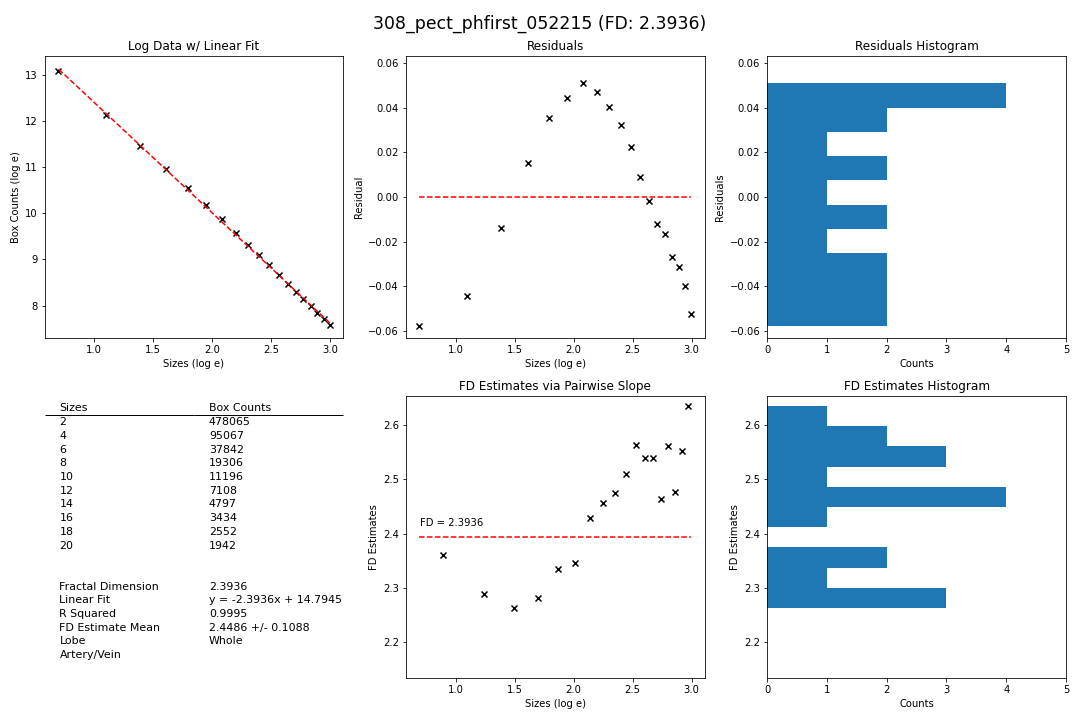 308_pect_phfirst_052215 (FD: 2.3936)
Log Data w/ Linear Fit
Box Counts (log e)
13
12
11
10
9
8
1.0 1.5 2.0 2.5 3.0
Sizes (log e)
Residuals
Residual
0.06
0.04
0.02
0.00
−0.02
−0.04
−0.06
1.0 1.5 2.0 2.5 3.0
Sizes (log e)
Residuals Histogram
Residuals
0.06
0.04
0.02
0.00
−0.02
−0.04
−0.06
0 1 2 3 4 5
Counts
Sizes Box Counts
2 478065
4 95067
6 37842
8 19306
10 11196
12 7108
14 4797
16 3434
18 2552
20 1942
Fractal Dimension 2.3936
Linear Fit y = -2.3936x + 14.7945
R Squared 0.9995
FD Estimate Mean 2.4486 +/- 0.1088
Lobe Whole
Artery/Vein
FD Estimates via Pairwise Slope
FD Estimates
2.6
2.5
2.4
2.3
2.2
FD = 2.3936
1.0 1.5 2.0 2.5 3.0
Sizes (log e)
FD Estimates Histogram
FD Estimates
2.6
2.5
2.4
2.3
2.2
0 1 2 3 4 5
Counts